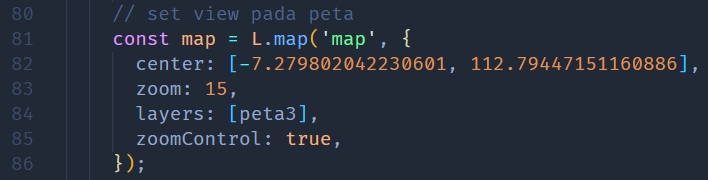 80 // set view pada peta
81 const map = L.map('map', {
82 center: [-7.279802042230601, 112.79447151160886],
83 zoom: 15,
84 layers: [peta3],
85 zoomControl: true,
86 });